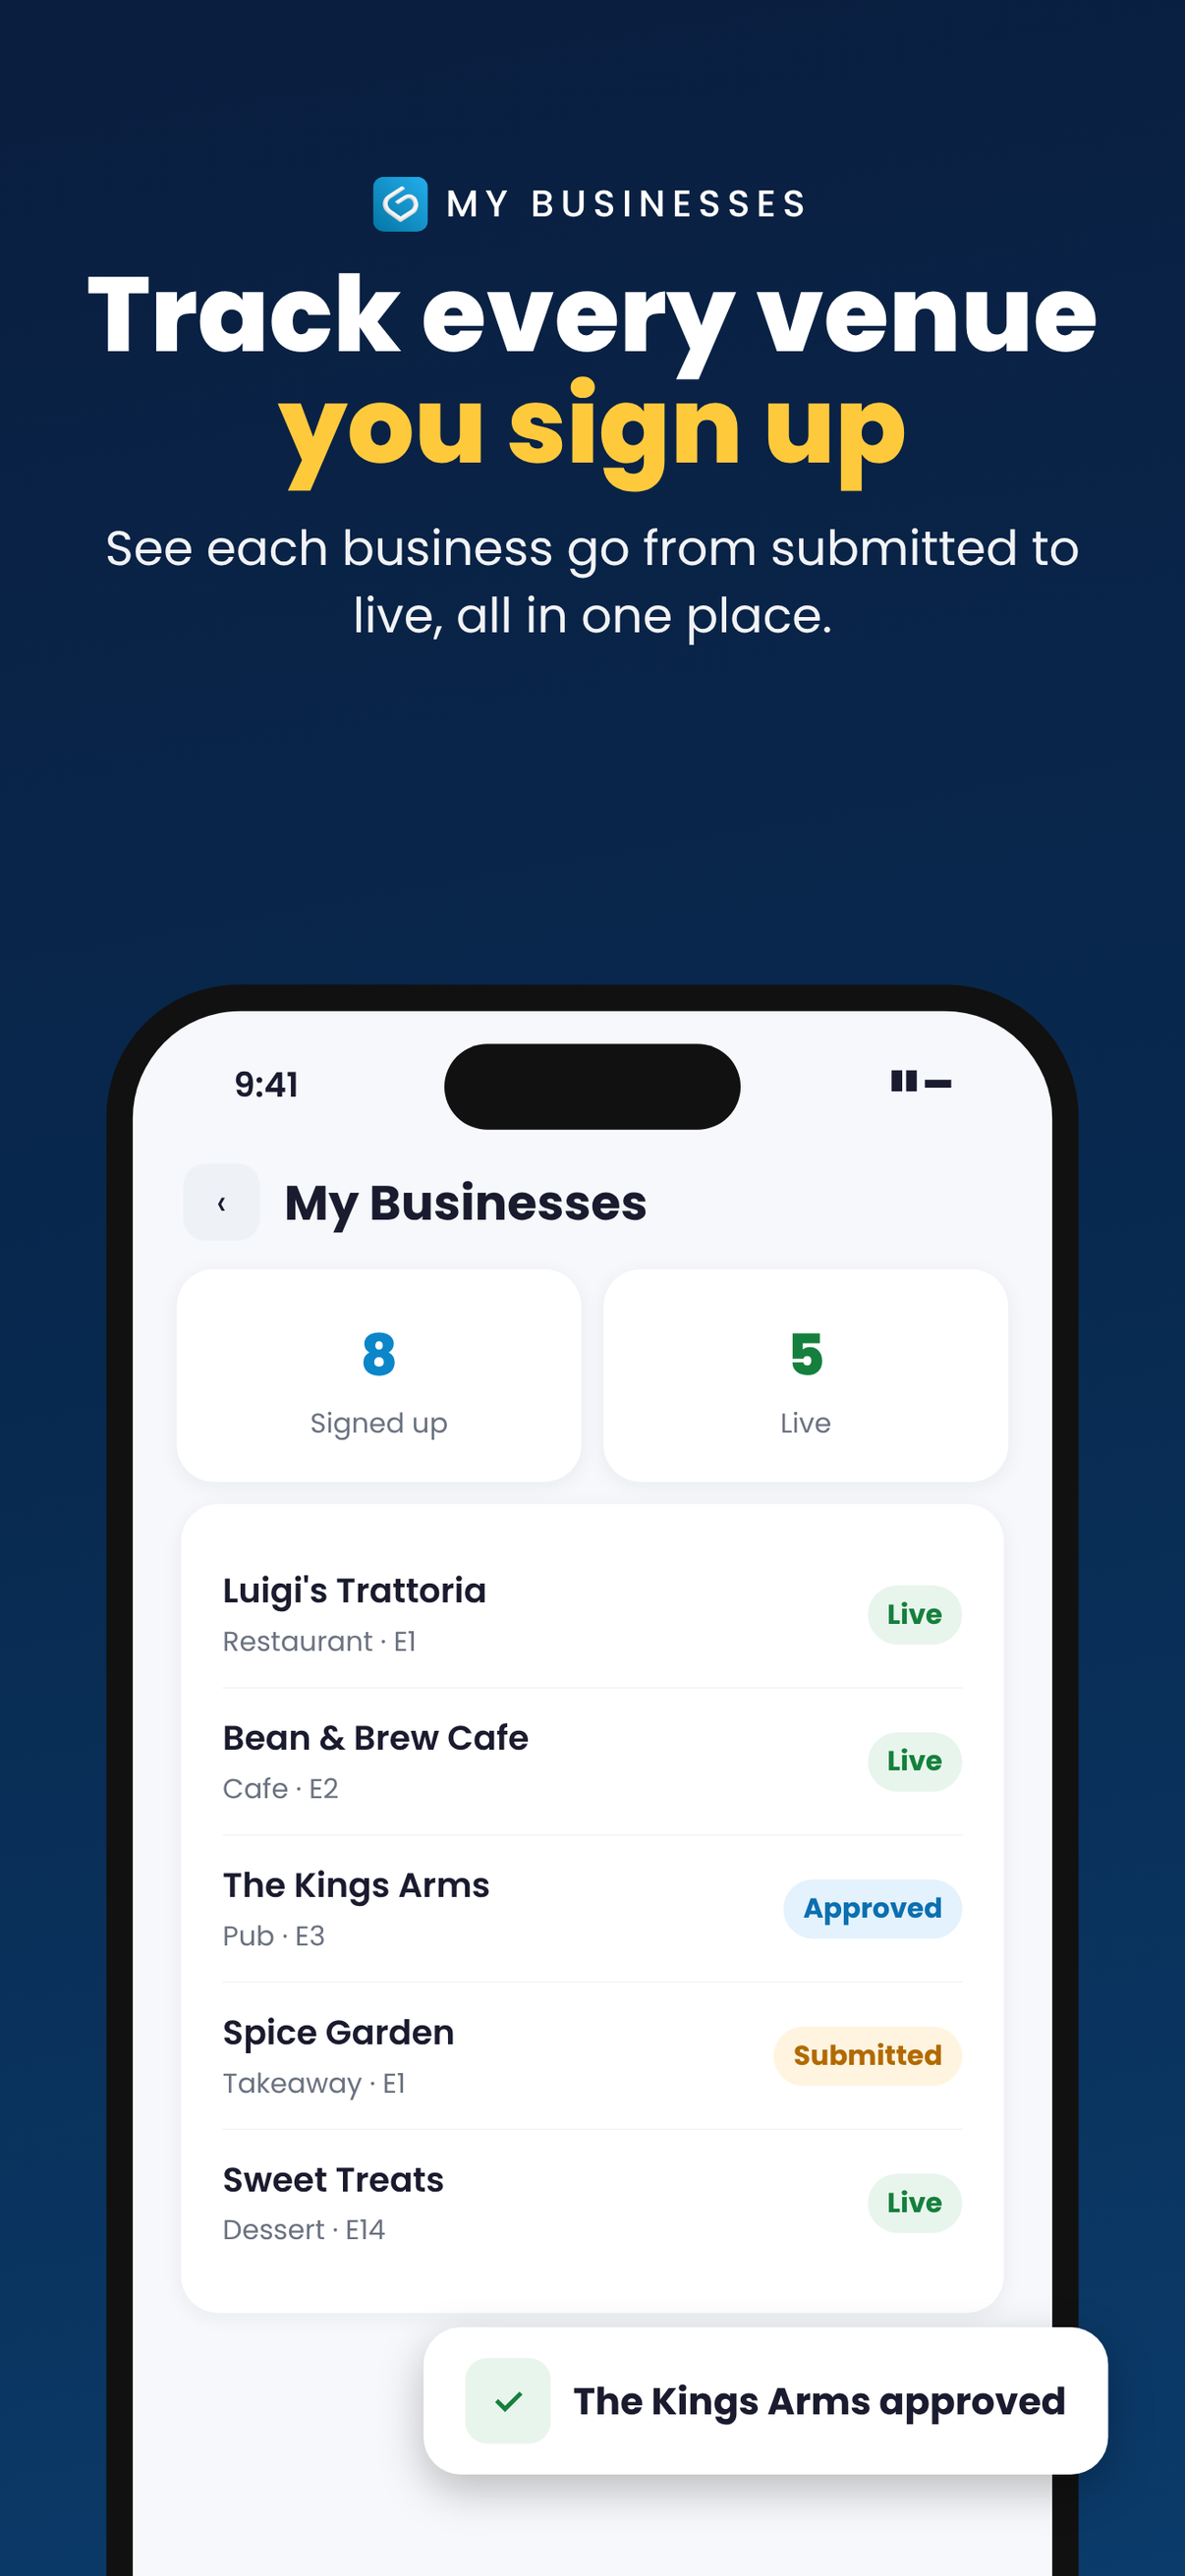 MY BUSINESSES
Track every venue
you sign up
See each business go from submitted to
live, all in one place.
9:41
‹ My Businesses
8
Signed up
5
Live
Luigi's Trattoria
Restaurant · E1
Live
Bean & Brew Cafe
Cafe · E2
Live
The Kings Arms
Pub · E3
Approved
Spice Garden
Takeaway · E1
Submitted
Sweet Treats
Dessert · E14
Live
The Kings Arms approved